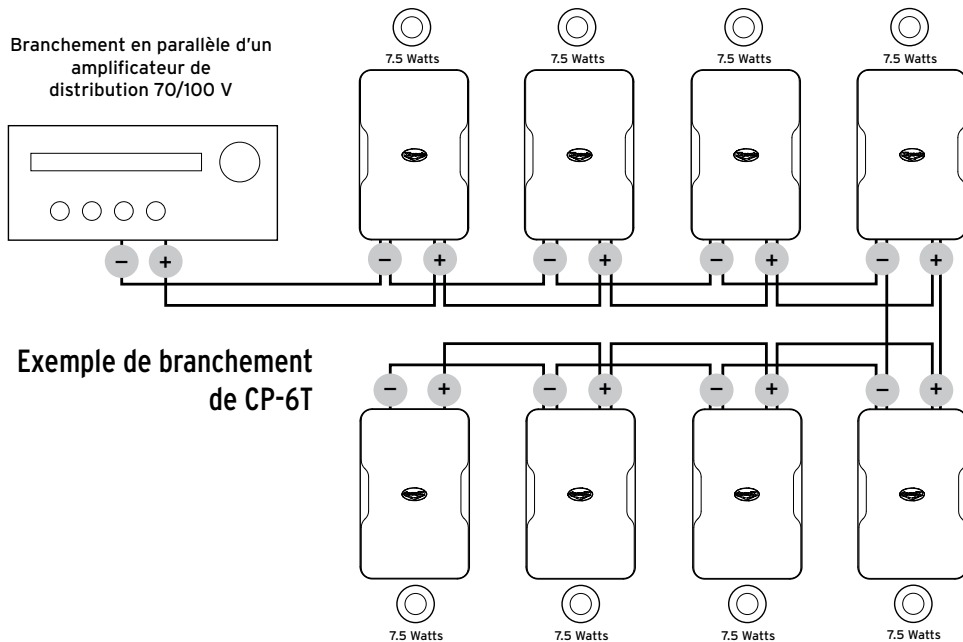 Branchement en parallèle d'un
amplificateur de
distribution 70/100 V
7.5 Watts
7.5 Watts
7.5 Watts
7.5 Watts
− + − + − + − + − +
Exemple de branchement
de CP-6T
− + − + − + − +
7.5 Watts
7.5 Watts
7.5 Watts
7.5 Watts